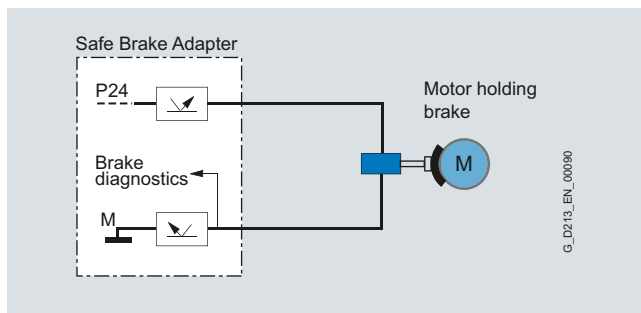 Safe Brake Adapter
P24
Motor holding
brake
M
Brake
diagnostics
M
G_D213_EN_00090